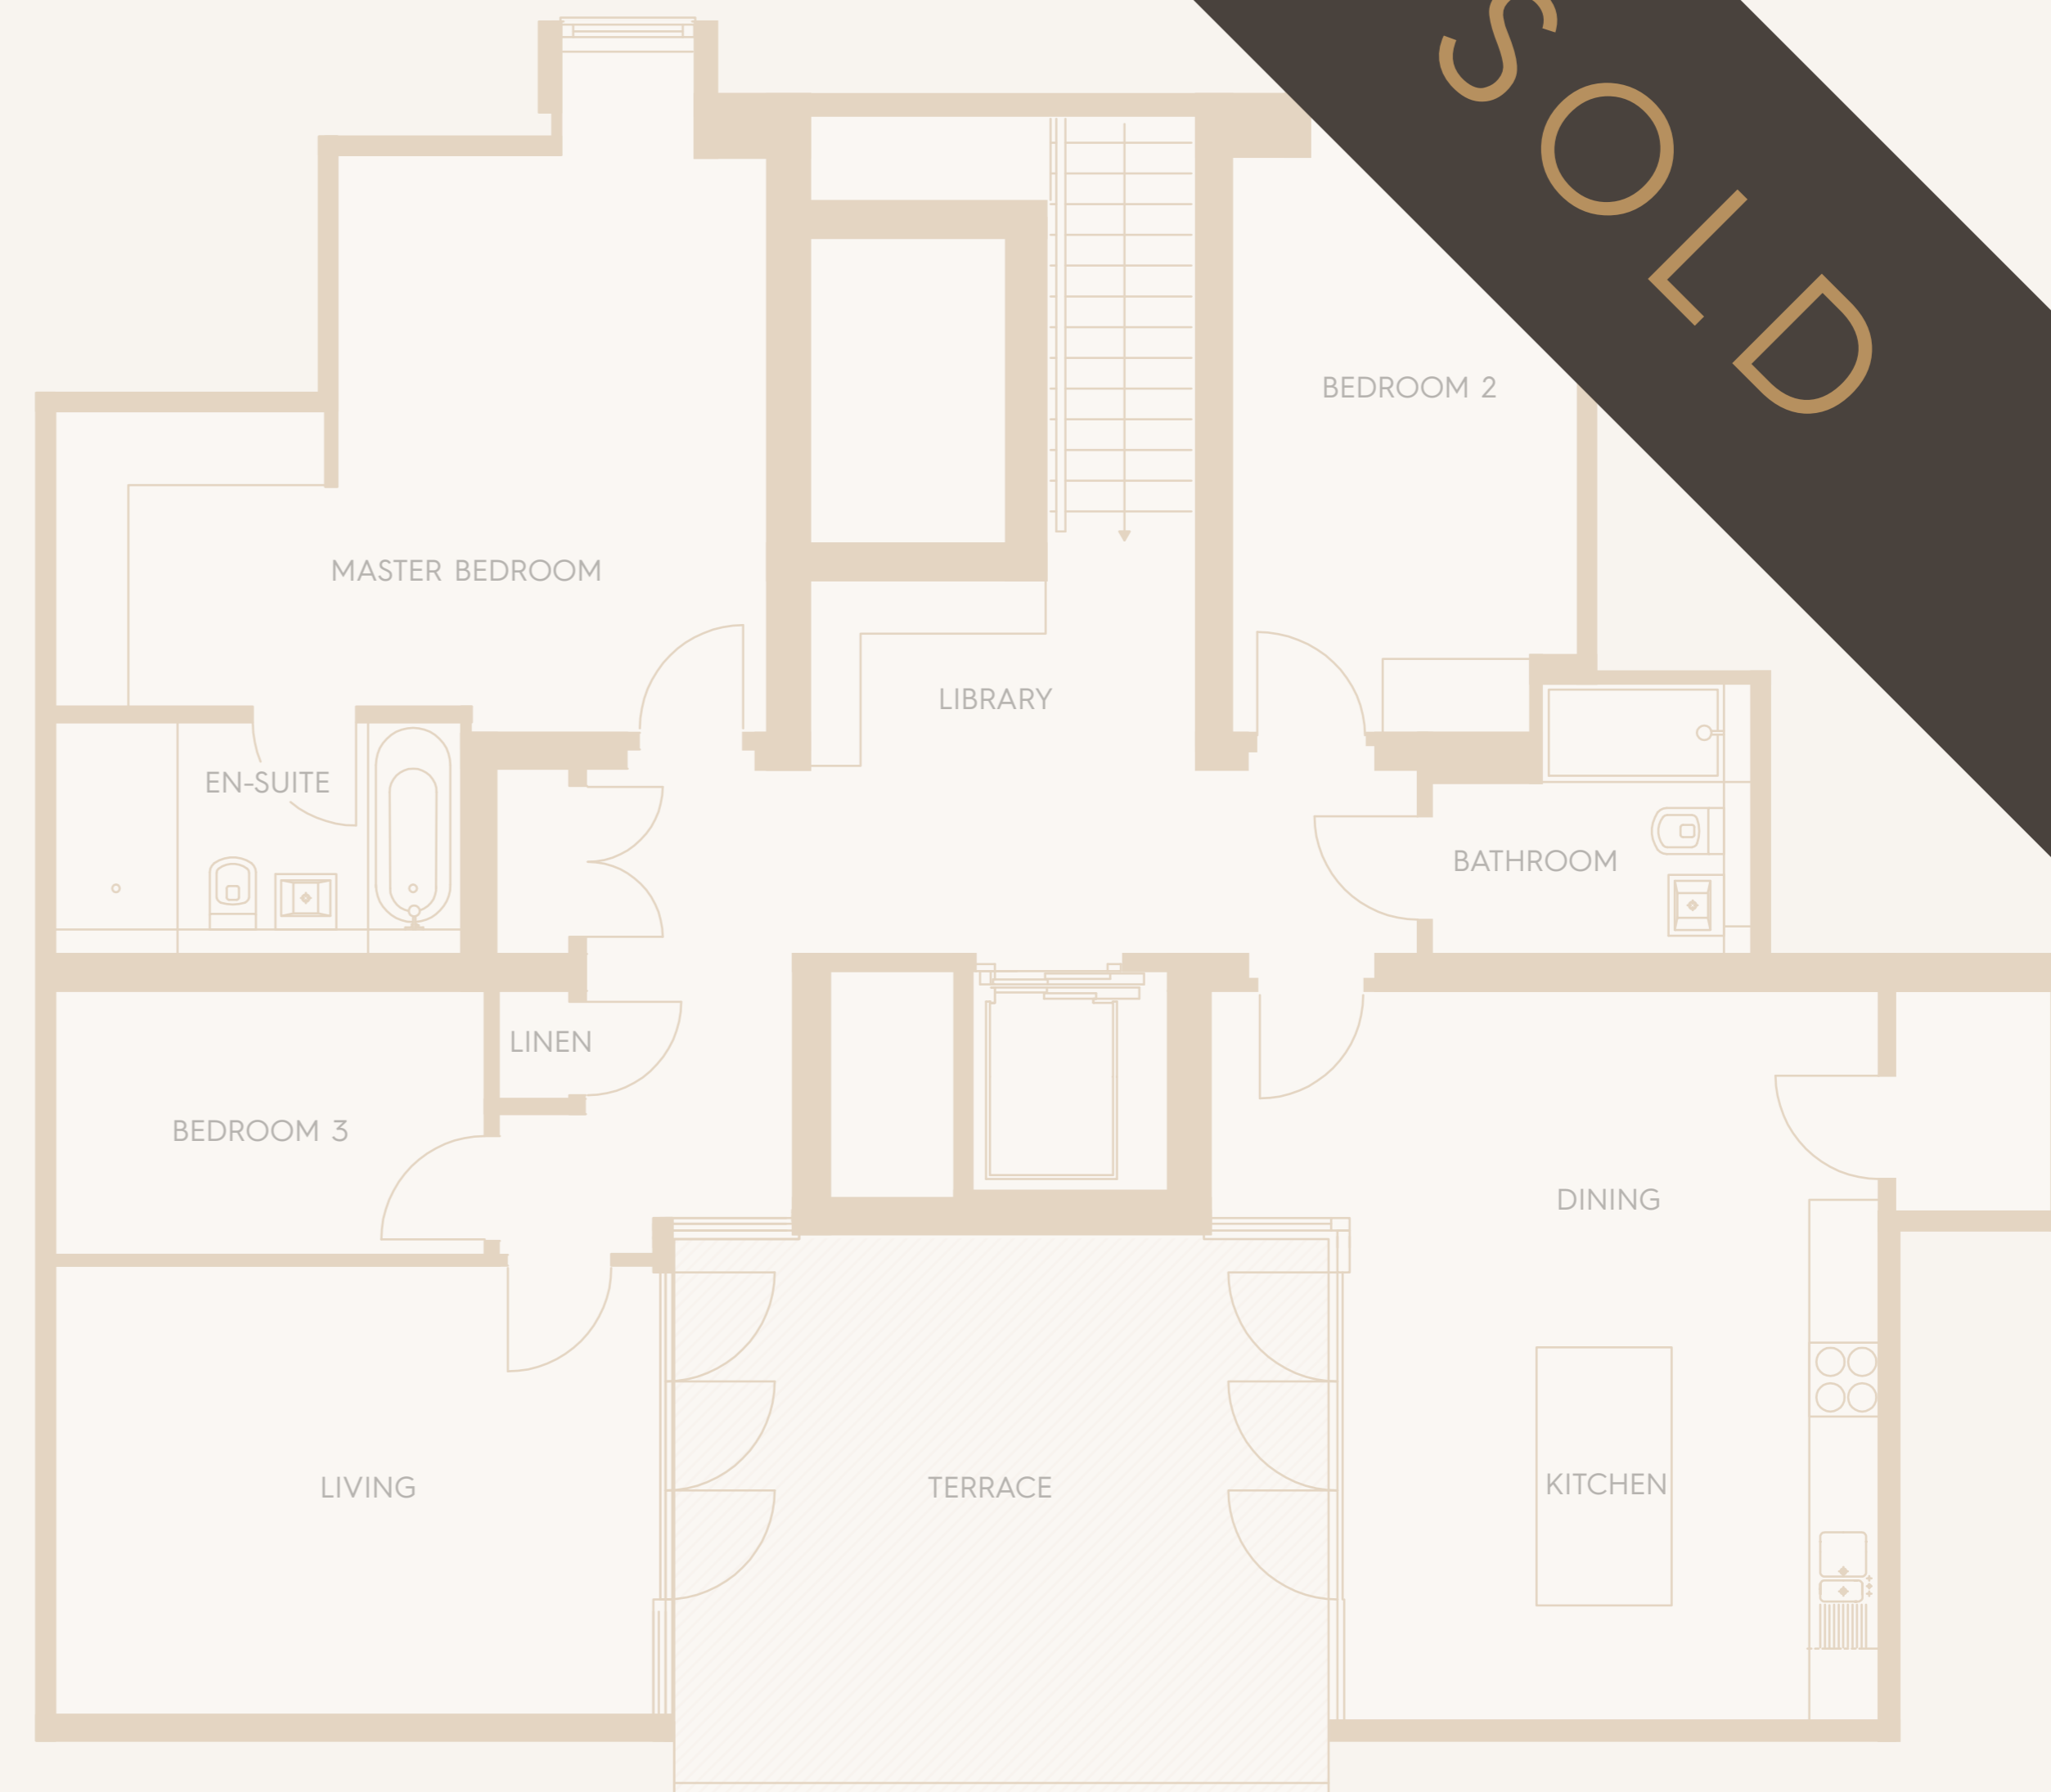 SOLD
BEDROOM 2
MASTER BEDROOM
LIBRARY
EN-SUITE
BATHROOM
LINEN
BEDROOM 3
DINING
LIVING
TERRACE
KITCHEN